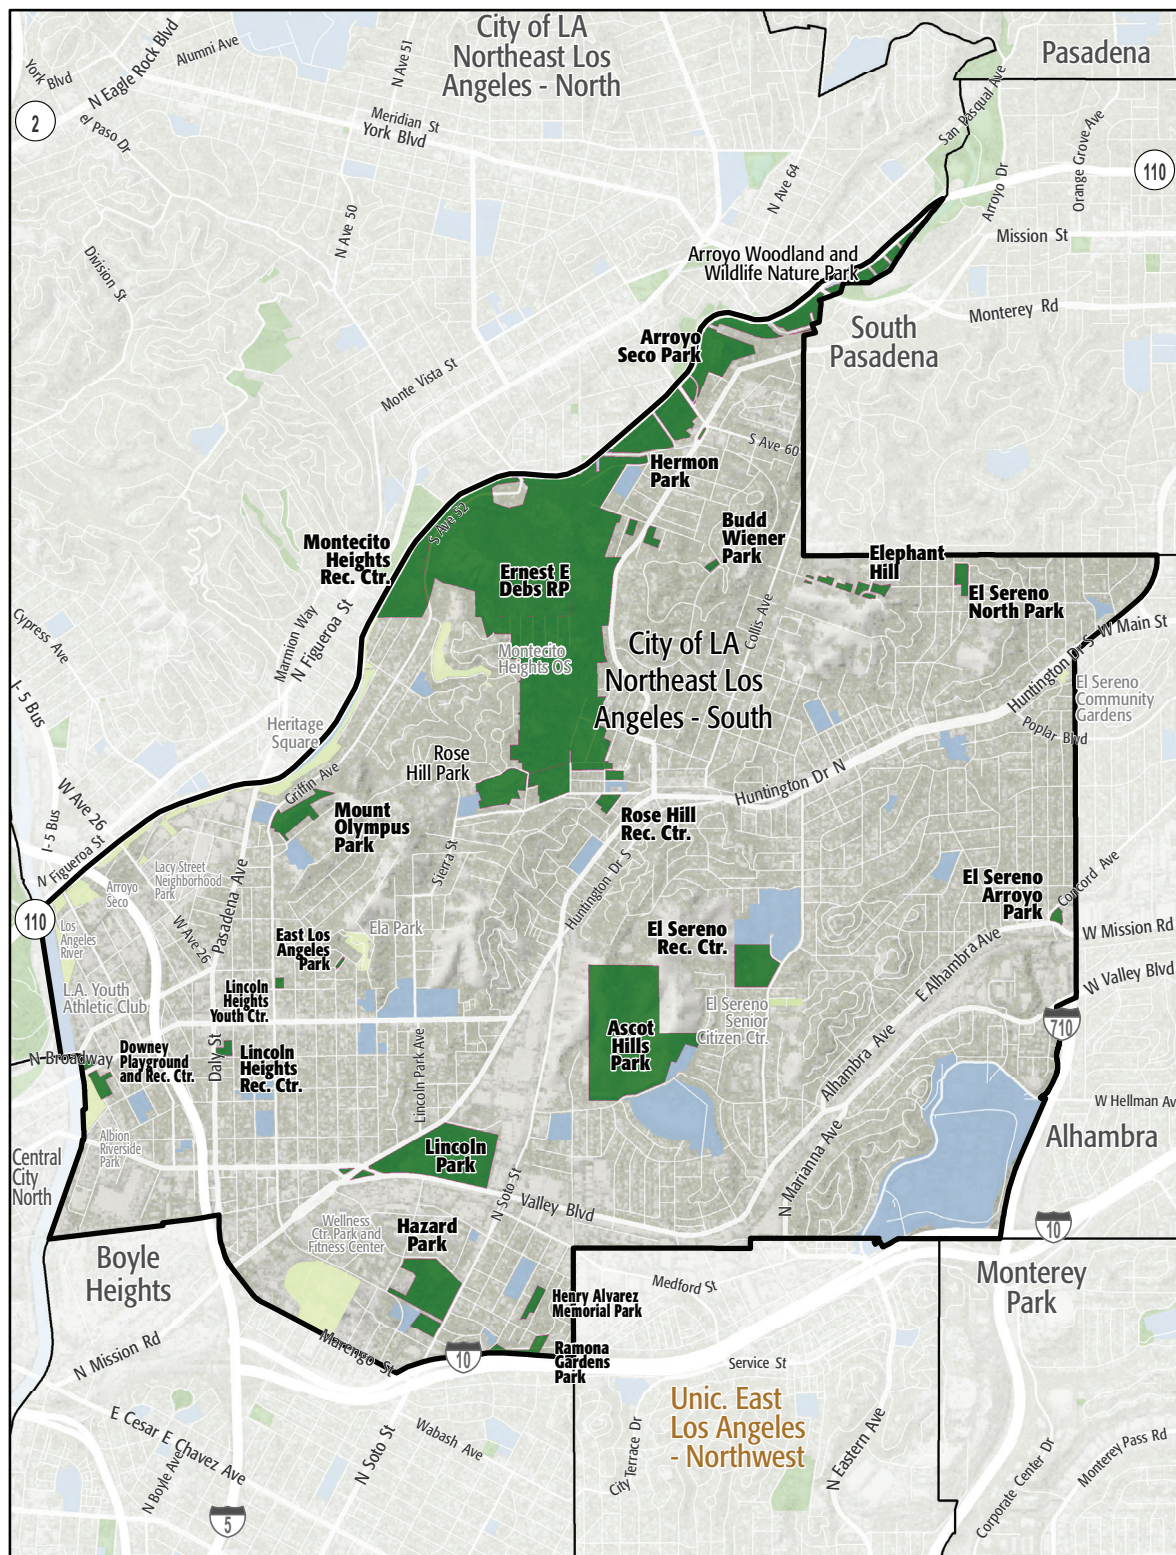 City of LA
Northeast Los
Angeles - North
Pasadena
York Blvd
N Eagle Rock Blvd
Alumni Ave
N Ave 51
2
el Paso Dr
Meridian St
York Blvd
San Pasqual Ave
Orange Grove Ave
110
N Ave 64
Arroyo Dr
N Ave 50
Mission St
Division St
Arroyo Woodland and
Wildlife Nature Park
Monterey Rd
South
Pasadena
Arroyo
Seco Park
Monte Vista St
S Ave 60
Hermon
Park
S Ave 52
Budd
Wiener
Park
Montecito
Heights
Rec. Ctr.
Elephant
Hill
Ernest E
Debs RP
El Sereno
North Park
Cypress Ave
Marmion Way
N Figueroa St
Collis Ave
W Main St
Montecito
Heights OS
City of LA
Northeast Los
Angeles - South
Huntington Dr S
I- 5 Bus
El Sereno
Community
Gardens
Heritage
Square
Poplar Blvd
Rose
Hill Park
Griffin Ave
Huntington Dr N
W Ave 26
Mount
Olympus
Park
Rose Hill
Rec. Ctr.
I- 5 Bus
N Figueroa St
Sierra St
Lacy Street
Neighborhood
Park
Pasadena Ave
Huntington Dr S
El Sereno
Arroyo
Park
Concord Ave
Arroyo
Seco
110
Los
Angeles
River
W Ave 26
East Los
Angeles
Park
Ela Park
El Sereno
Rec. Ctr.
W Mission Rd
E Alhambra Ave
W Valley Blvd
L.A. Youth
Athletic Club
Lincoln
Heights
Youth Ctr.
El Sereno
Senior
Citizen Ctr.
710
Ascot
Hills
Park
N Broadway
Downey
Playground
and Rec. Ctr.
Daly St
Lincoln
Heights
Rec. Ctr.
Lincoln Park Ave
Alhambra Ave
W Hellman Av
Alhambra
Albion
Riverside
Park
Lincoln
Park
N Marianna Ave
Central
City
North
N Soto St
Valley Blvd
Wellness
Ctr. Park and
Fitness Center
Hazard
Park
10
Boyle
Heights
Medford St
Monterey
Park
Henry Alvarez
Memorial Park
Marengo St
N Mission Rd
10
Ramona
Gardens
Park
Service St
Unic. East
Los Angeles
- Northwest
E Cesar E Chavez Ave
N Soto St
Wabash Ave
City Terrace Dr
N Eastern Ave
Monterey Pass Rd
N Boyle Ave
Corporate Center Dr
5